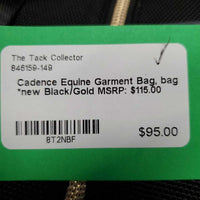 The Tack Collector
846159-149
Cadence Equine Garment Bag, bag
*new Black/Gold MSRP: $115.00
8T2NBF
$95.00